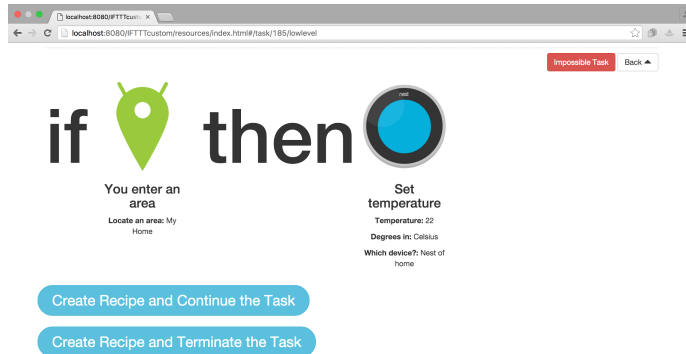 localhost:8080/IFTTTcusto
localhost:8080/IFTTTcustom/resources/index.html#/task/185/lowlevel
Impossible Task Back
if then
nest
You enter an
area
Locate an area: My
Home
Set
temperature
Temperature: 22
Degrees in: Celsius
Which device?: Nest of
home
Create Recipe and Continue the Task
Create Recipe and Terminate the Task